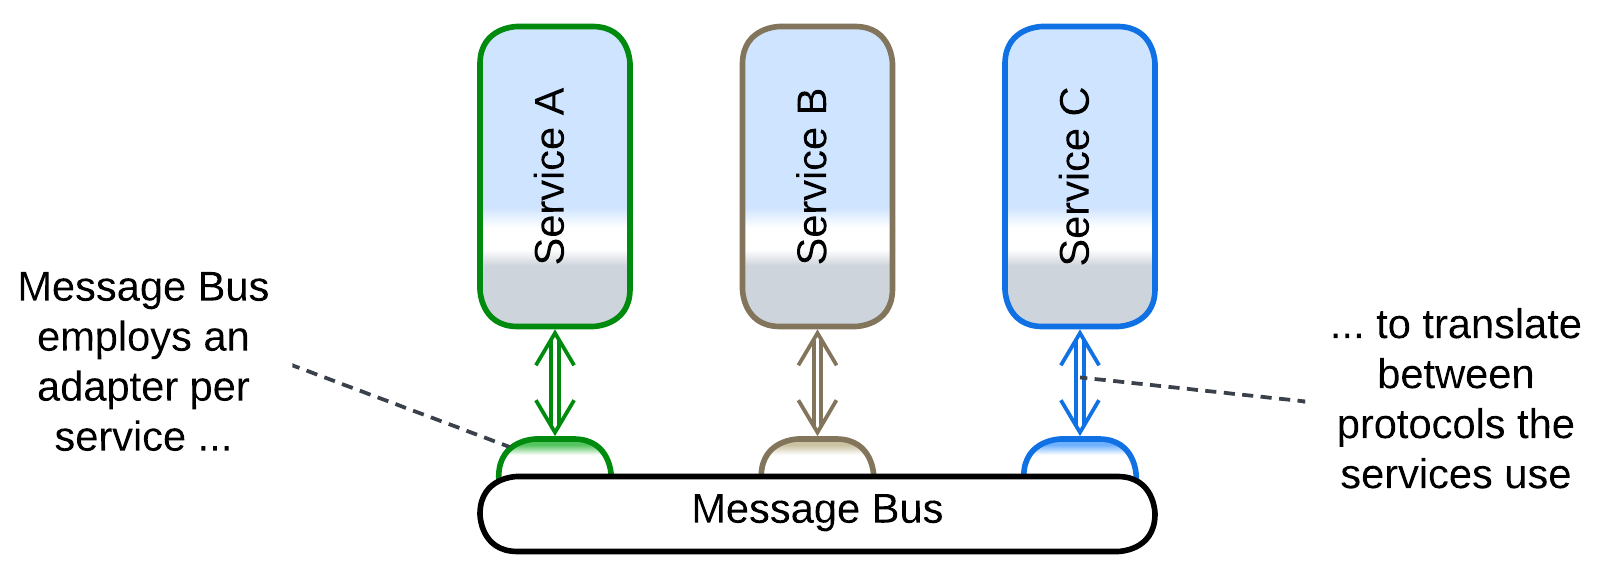 Service A
Service B
Service C
Message Bus
employs an
adapter per
service ...
... to translate
between
protocols the
services use
Message Bus